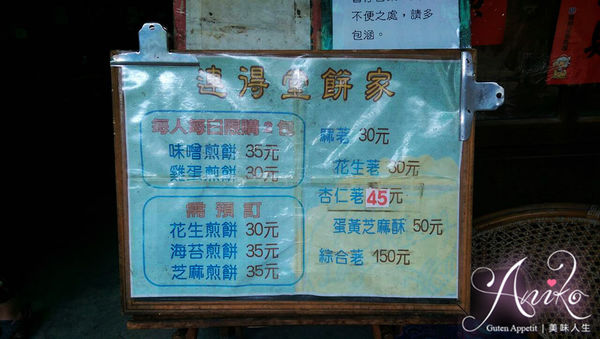 不便之處，請多
包涵。
連得堂餅家
每人每日限購2包
味噌煎餅 35元
雞蛋煎餅 30元
需預訂
花生煎餅 30元
海苔煎餅 35元
芝麻煎餅 35元
麻荖 30元
花生荖 30元
杏仁荖 45元
蛋黃芝麻酥 50元
綜合荖 150元
Aniko
Guten Appetit | 美味人生